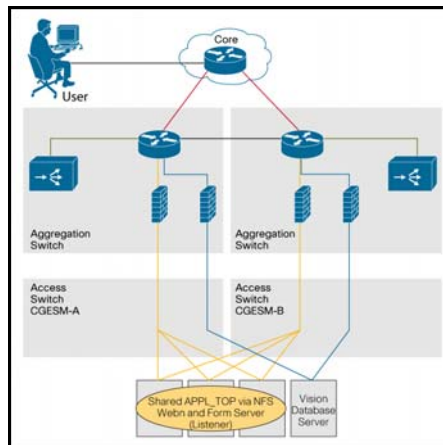 Core
User
Aggregation
Switch
Aggregation
Switch
Access
Switch
CGESM-A
Access
Switch
CGESM-B
Shared APPL_TOP via NFS
Webn and Form Server
(Listener)
Vision
Database
Server